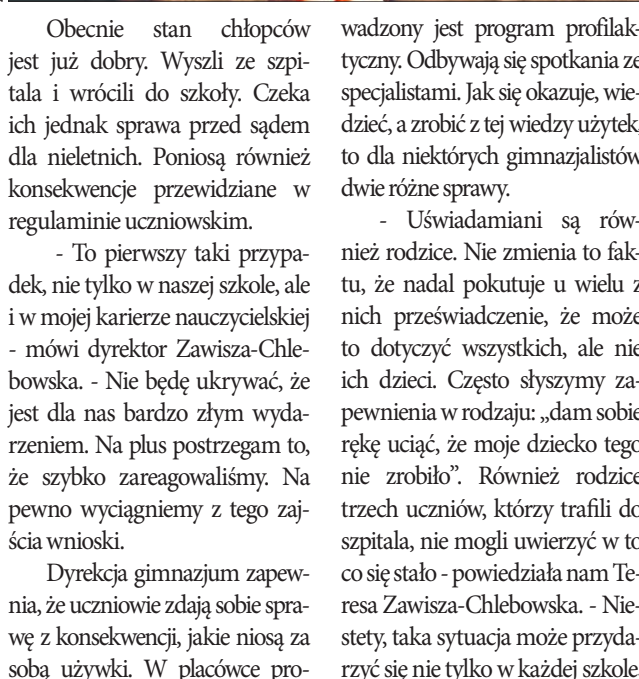 Obecnie stan chłopców
jest już dobry. Wyszli ze szpi-
tala i wrócili do szkoły. Czeka
ich jednak sprawa przed sądem
dla nieletnich. Poniosą również
konsekwencje przewidziane w
regulaminie uczniowskim.
- To pierwszy taki przypa-
dek, nie tylko w naszej szkole, ale
i w mojej karierze nauczycielskiej
- mówi dyrektor Zawisza-Chle-
bowska. - Nie będę ukrywać, że
jest dla nas bardzo złym wyda-
rzeniem. Na plus postrzegam to,
że szybko zareagowaliśmy. Na
pewno wyciągniemy z tego zaj-
ścia wnioski.
Dyrekcja gimnazjum zapew-
nia, że uczniowie zdają sobie spra-
wę z konsekwencji, jakie niosą za
sobą używki. W placówce pro-
wadzony jest program profilak-
tyczny. Odbywają się spotkania ze
specjalistami. Jak się okazuje, wie-
dzieć, a zrobić z tej wiedzy użytek,
to dla niektórych gimnazjalistów
dwie różne sprawy.
- Uświadamiani są rów-
nież rodzice. Nie zmienia to fak-
tu, że nadal pokutuje u wielu z
nich przeświadczenie, że może
to dotyczyć wszystkich, ale nie
ich dzieci. Często słyszymy za-
pewnienia w rodzaju: „dam sobie
rękę uciąć, że moje dziecko tego
nie zrobiło”. Również rodzice
trzech uczniów, którzy trafili do
szpitala, nie mogli uwierzyć w to
co się stało - powiedziała nam Te-
resa Zawisza-Chlebowska. - Nie-
stety, taka sytuacja może przyda-
rzyć się nie tylko w każdej szkole,